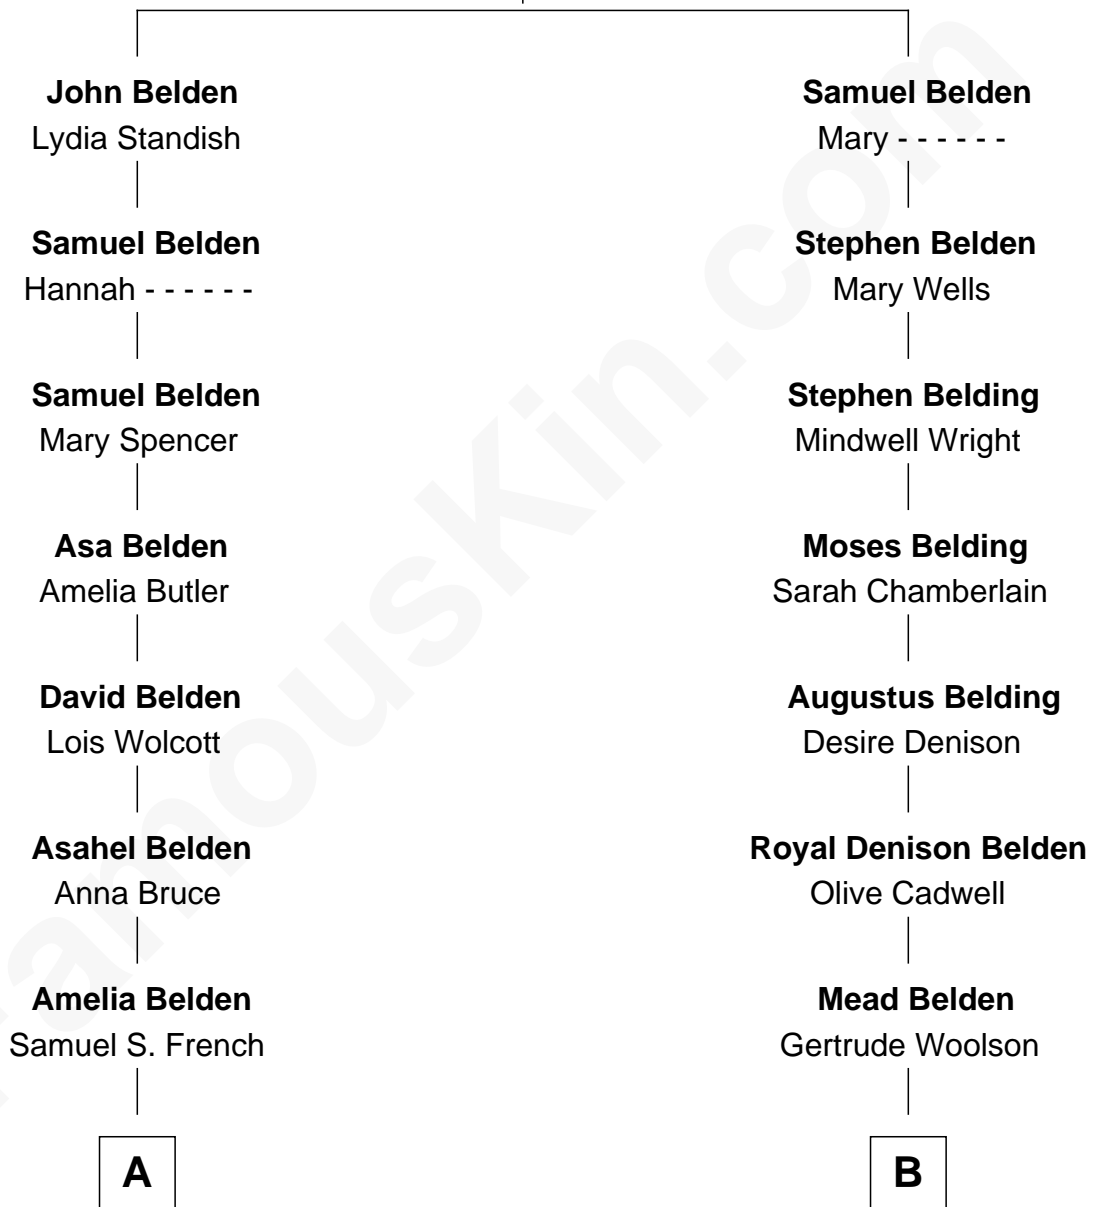 John Belden
Lydia Standish
Samuel Belden
Hannah - - - - - -
Samuel Belden
Mary Spencer
Asa Belden
Amelia Butler
David Belden
Lois Wolcott
Asahel Belden
Anna Bruce
Amelia Belden
Samuel S. French
A
Samuel Belden
Mary - - - - - -
Stephen Belden
Mary Wells
Stephen Belding
Mindwell Wright
Moses Belding
Sarah Chamberlain
Augustus Belding
Desire Denison
Royal Denison Belden
Olive Cadwell
Mead Belden
Gertrude Woolson
B
FamousKin.com